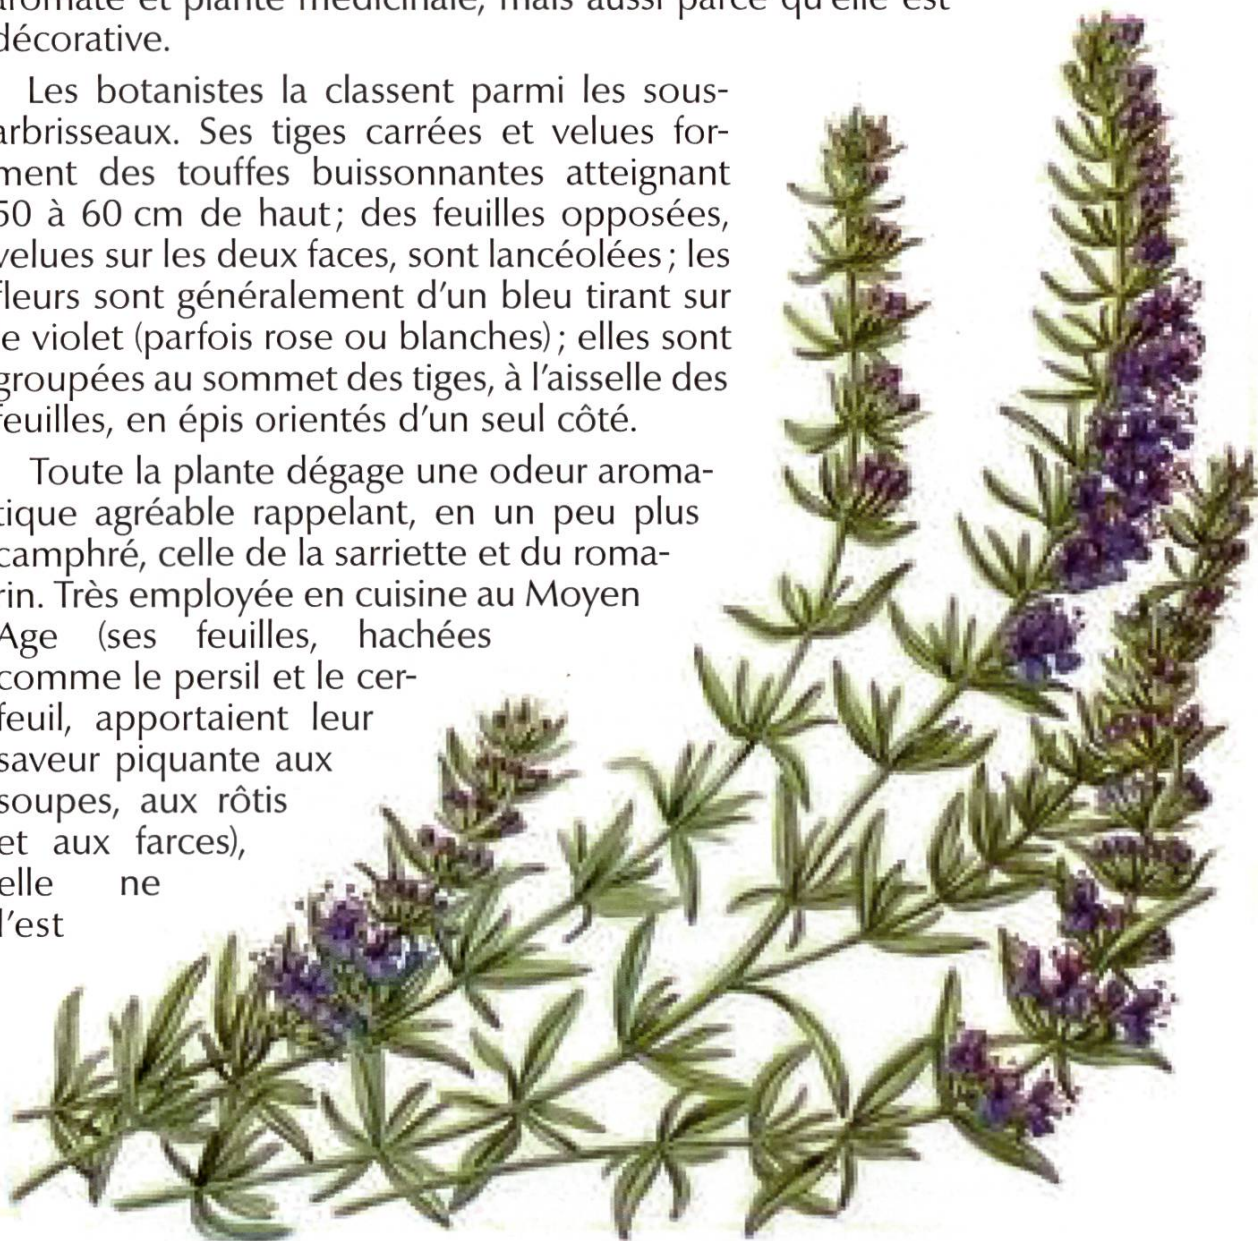 aromate et plante médicinale, mais aussi parce qu'elle est
décorative.
Les botanistes la classent parmi les sous-
arbrisseaux. Ses tiges carrées et velues for-
ment des touffes buissonnantes atteignant
50 à 60 cm de haut ; des feuilles opposées,
velues sur les deux faces, sont lancéolées ; les
fleurs sont généralement d'un bleu tirant sur
le violet (parfois rose ou blanches) ; elles sont
groupées au sommet des tiges, à l'aisselle des
feuilles, en épis orientés d'un seul côté.
Toute la plante dégage une odeur aroma-
tique agréable rappelant, en un peu plus
camphré, celle de la sarriette et du roma-
rin. Très employée en cuisine au Moyen
Age (ses feuilles, hachées
comme le persil et le cer-
feuil, apportaient leur
saveur piquante aux
soupes, aux rôtis
et aux farces),
elle ne
l'est